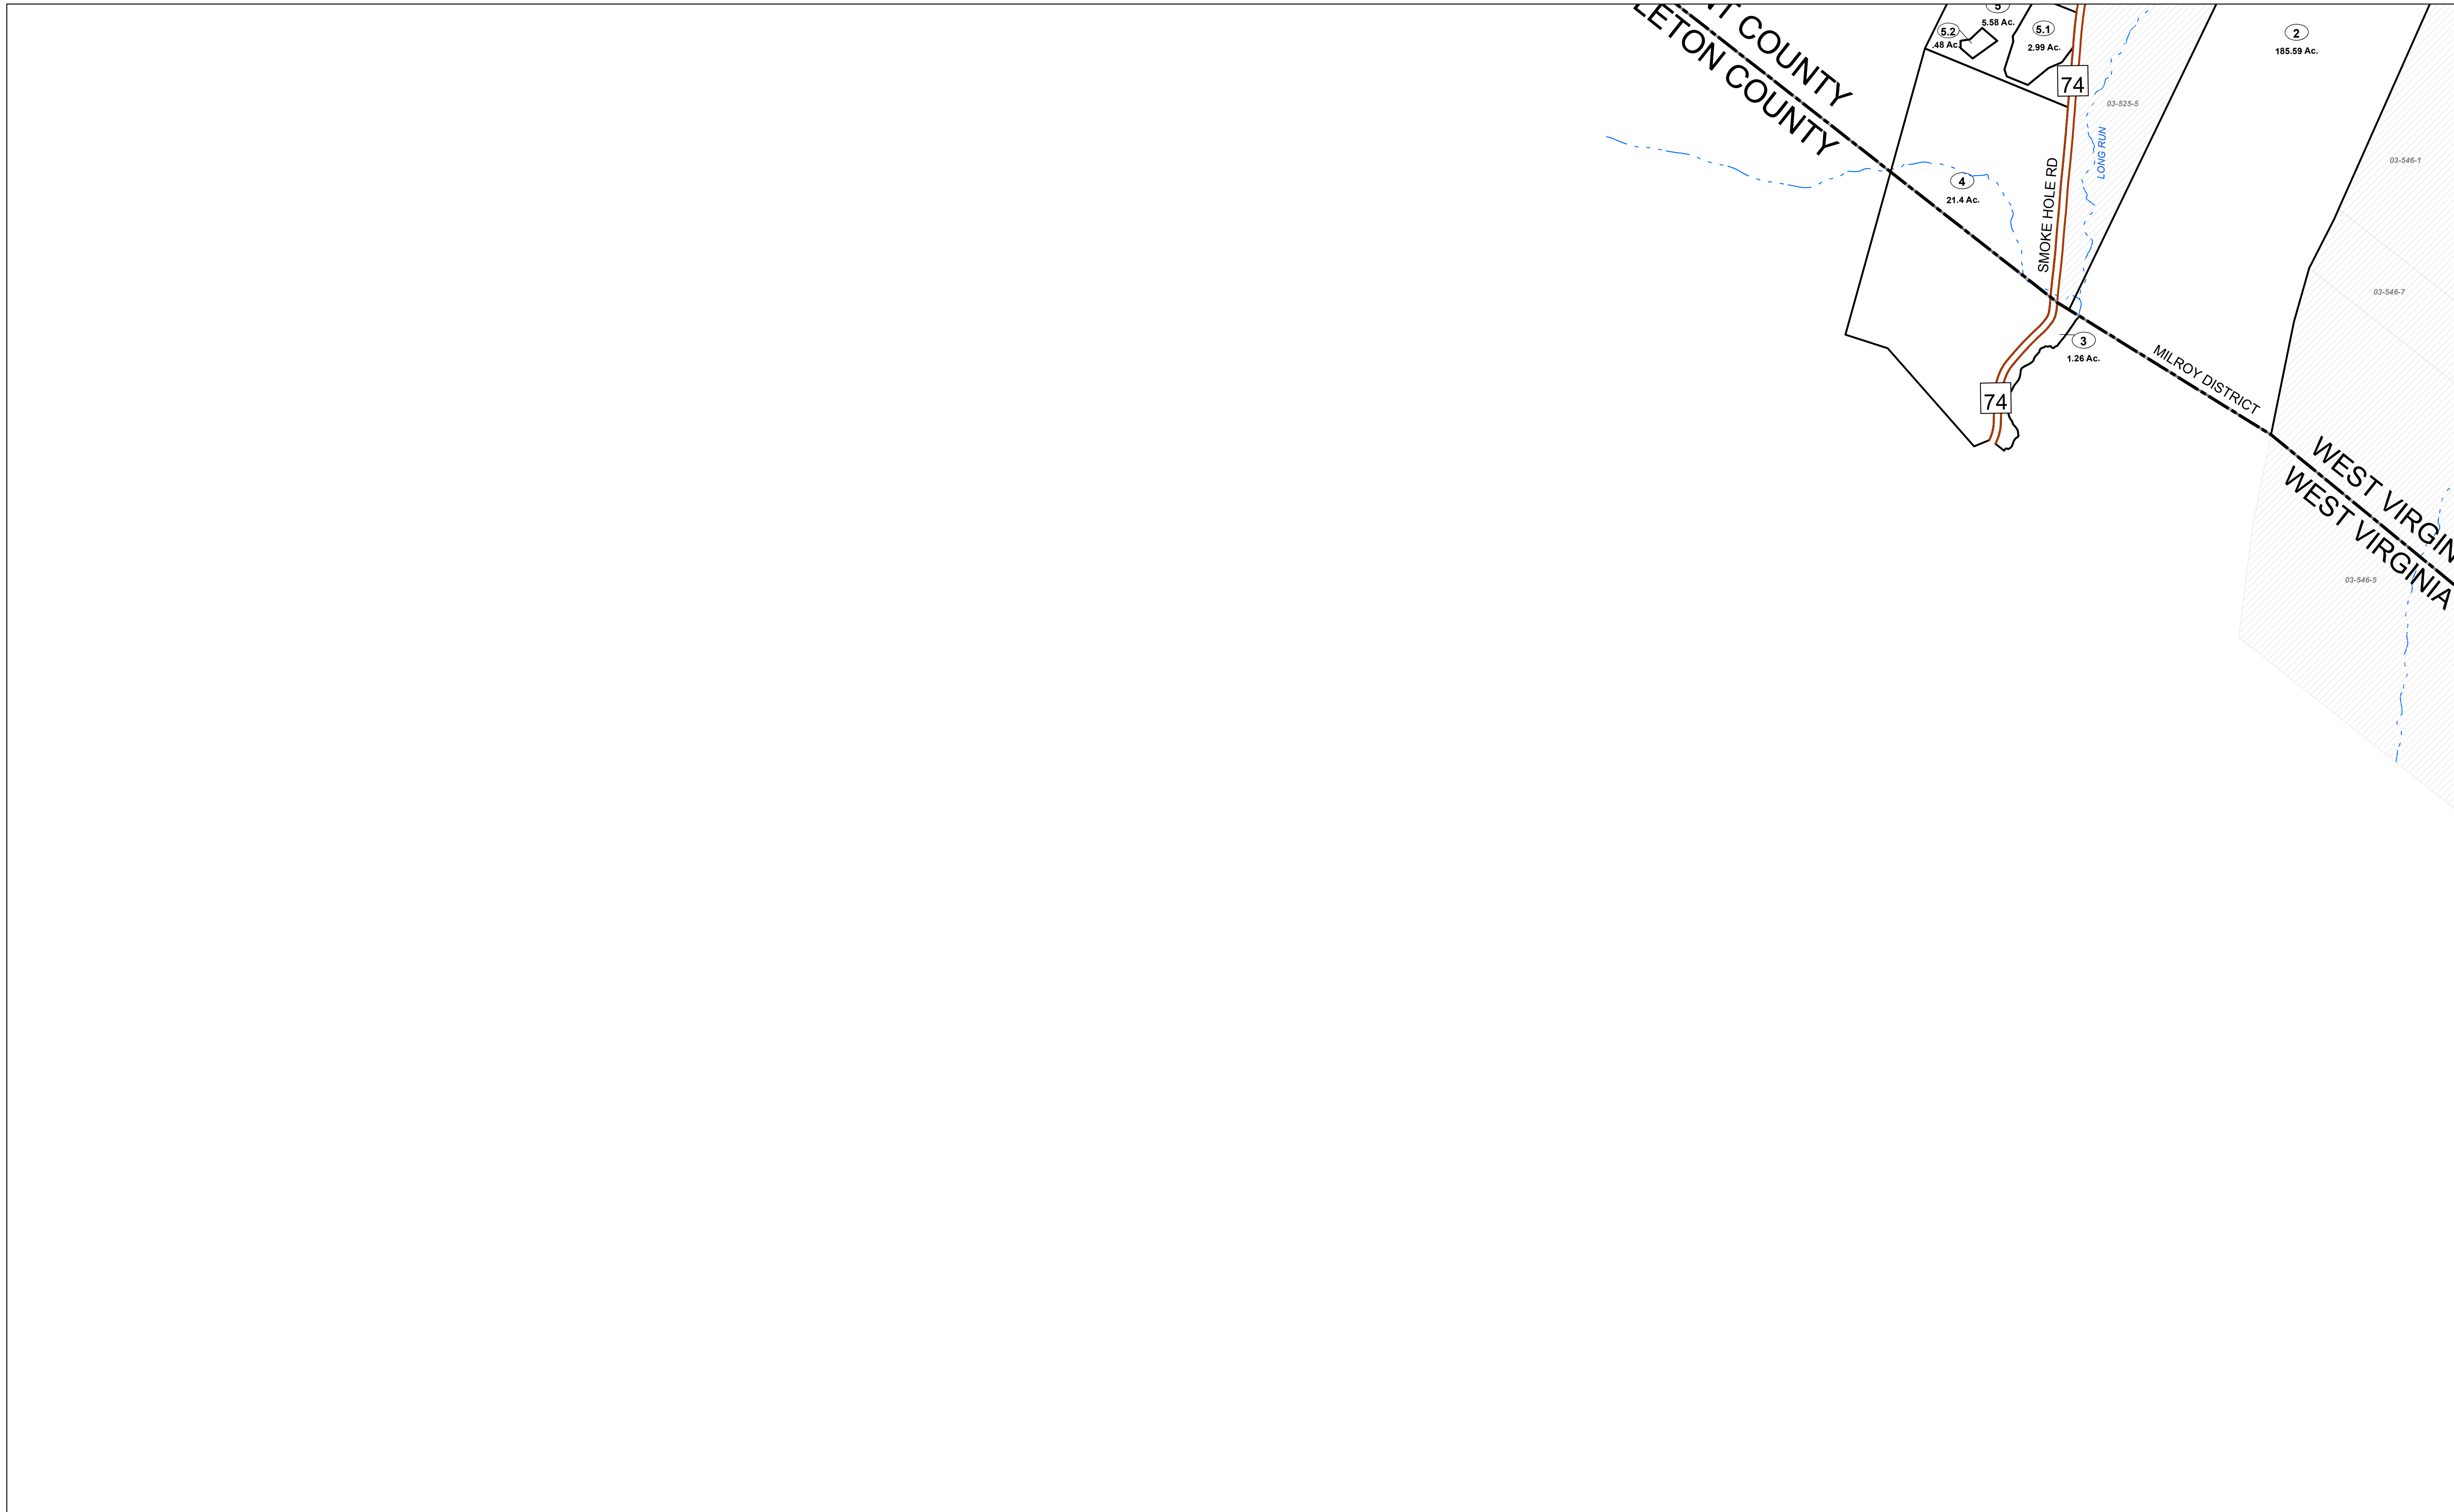 5
5.58 Ac.
5.2
.48 Ac.
5.1
2.99 Ac.
2
185.59 Ac.
COUNTY
COUNTY
74
03-525-5
LONG RUN
03-546-1
SMOKE HOLE RD
4
21.4 Ac.
03-546-7
3
1.26 Ac.
MILROY DISTRICT
74
WEST VIRGIN
WEST VIRGINIA
03-546-5